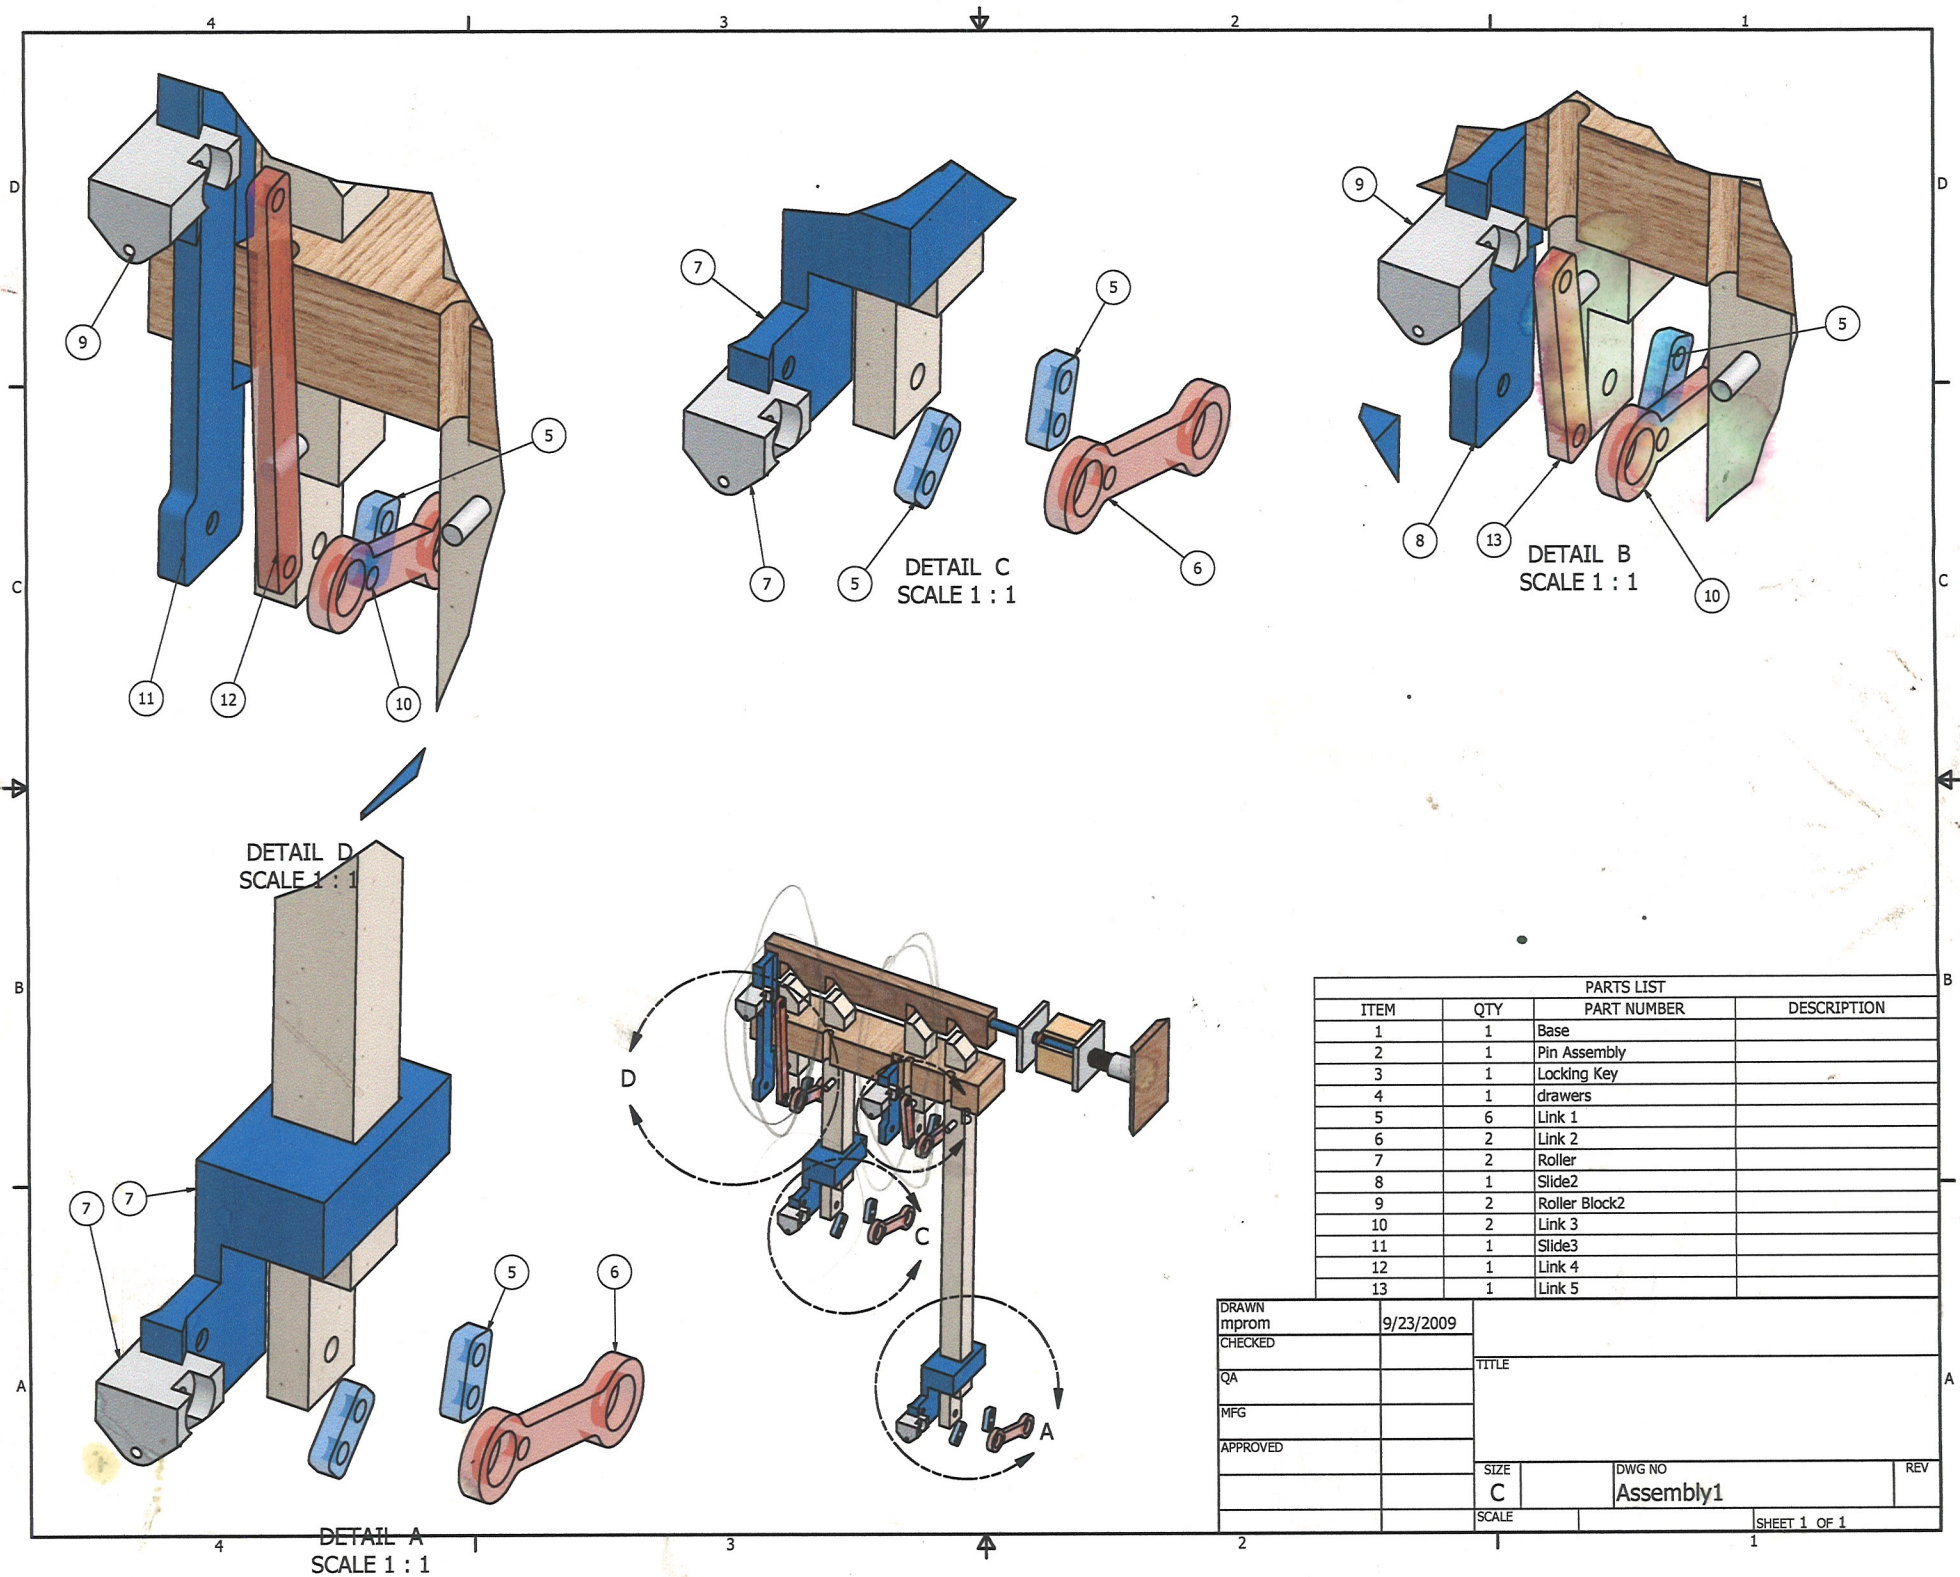 4 3 2 1
D D
9
11
12
10
5
DETAIL D
SCALE 1 : 1
7
5
7
5
6
DETAIL C
SCALE 1 : 1
9
5
8
13
10
DETAIL B
SCALE 1 : 1
C C
B B
7
7
5
6
DETAIL A
SCALE 1 : 1
D
B
C
A
PARTS LIST
ITEM QTY PART NUMBER DESCRIPTION
1 1 Base
2 1 Pin Assembly
3 1 Locking Key
4 1 drawers
5 6 Link 1
6 2 Link 2
7 2 Roller
8 1 Slide2
9 2 Roller Block2
10 2 Link 3
11 1 Slide3
12 1 Link 4
13 1 Link 5
DRAWN
mprom 9/23/2009
CHECKED
QA
MFG
APPROVED
TITLE
SIZE
C
DWG NO
Assembly1
REV
SCALE
SHEET 1 OF 1
A A
4 3 2 1